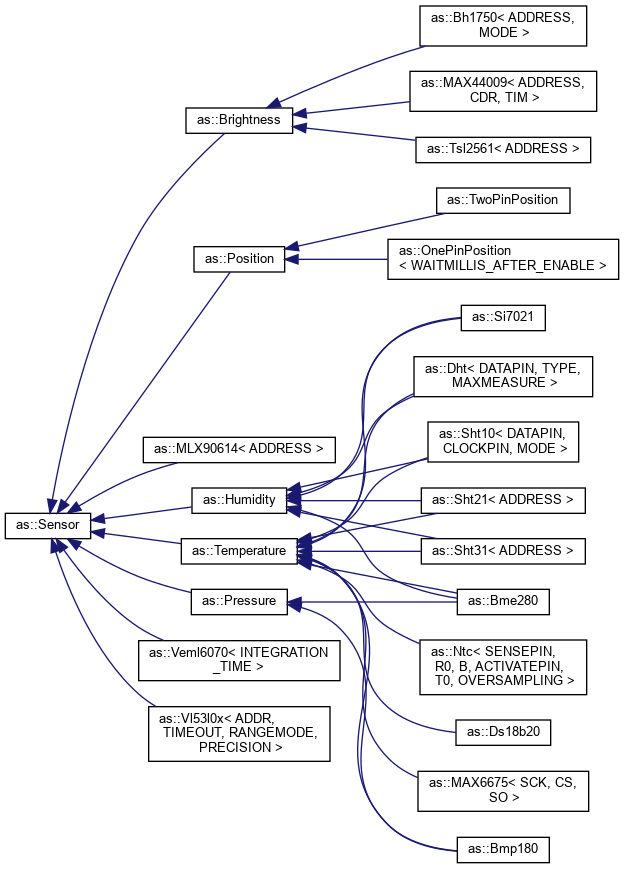 as::Bh1750< ADDRESS,
MODE >
as::MAX44009< ADDRESS,
CDR, TIM >
as::Brightness
as::Tsl2561< ADDRESS >
as::TwoPinPosition
as::Position
as::OnePinPosition
< WAITMILLIS_AFTER_ENABLE >
as::Si7021
as::Dht< DATAPIN, TYPE,
MAXMEASURE >
as::MLX90614< ADDRESS >
as::Sht10< DATAPIN,
CLOCKPIN, MODE >
as::Humidity
as::Sht21< ADDRESS >
as::Sensor
as::Temperature
as::Sht31< ADDRESS >
as::Pressure
as::Bme280
as::Veml6070< INTEGRATION
_TIME >
as::Ntc< SENSEPIN,
R0, B, ACTIVATEPIN,
T0, OVERSAMPLING >
as::Vl53l0x< ADDR,
TIMEOUT, RANGEMODE,
PRECISION >
as::Ds18b20
as::MAX6675< SCK, CS,
SO >
as::Bmp180